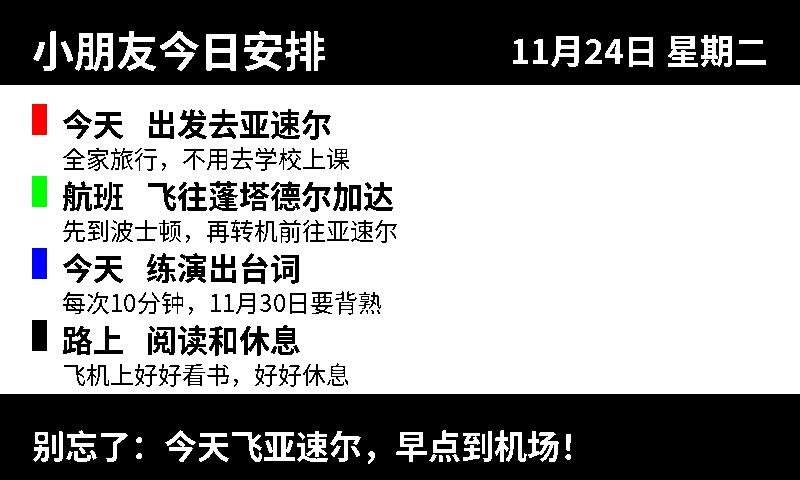 小朋友今日安排
11月24日 星期二
今天 出发去亚速尔
全家旅行，不用去学校上课
航班 飞往蓬塔德尔加达
先到波士顿，再转机前往亚速尔
今天 练演出台词
每次10分钟，11月30日要背熟
路上 阅读和休息
飞机上好好看书，好好休息
别忘了：今天飞亚速尔，早点到机场！